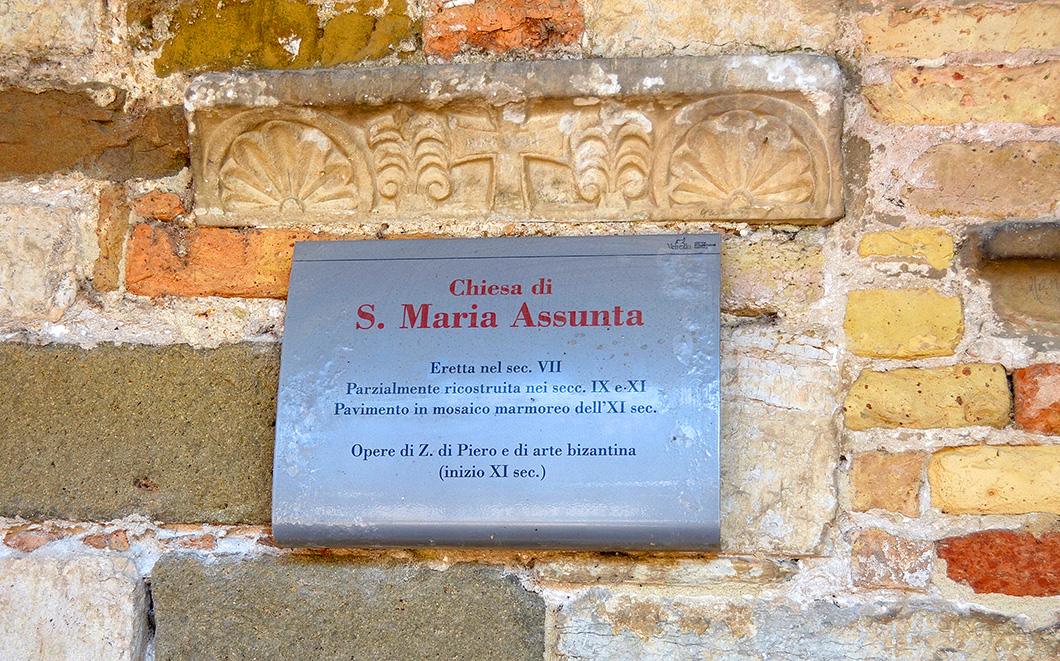 Chiesa di
S. Maria Assunta
Eretta nel sec. VII
Parzialmente ricostruita nei secc. IX e XI
Pavimento in mosaico marmoreo dell'XI sec.
Opere di Z. di Piero e di arte bizantina
(inizio XI sec.)